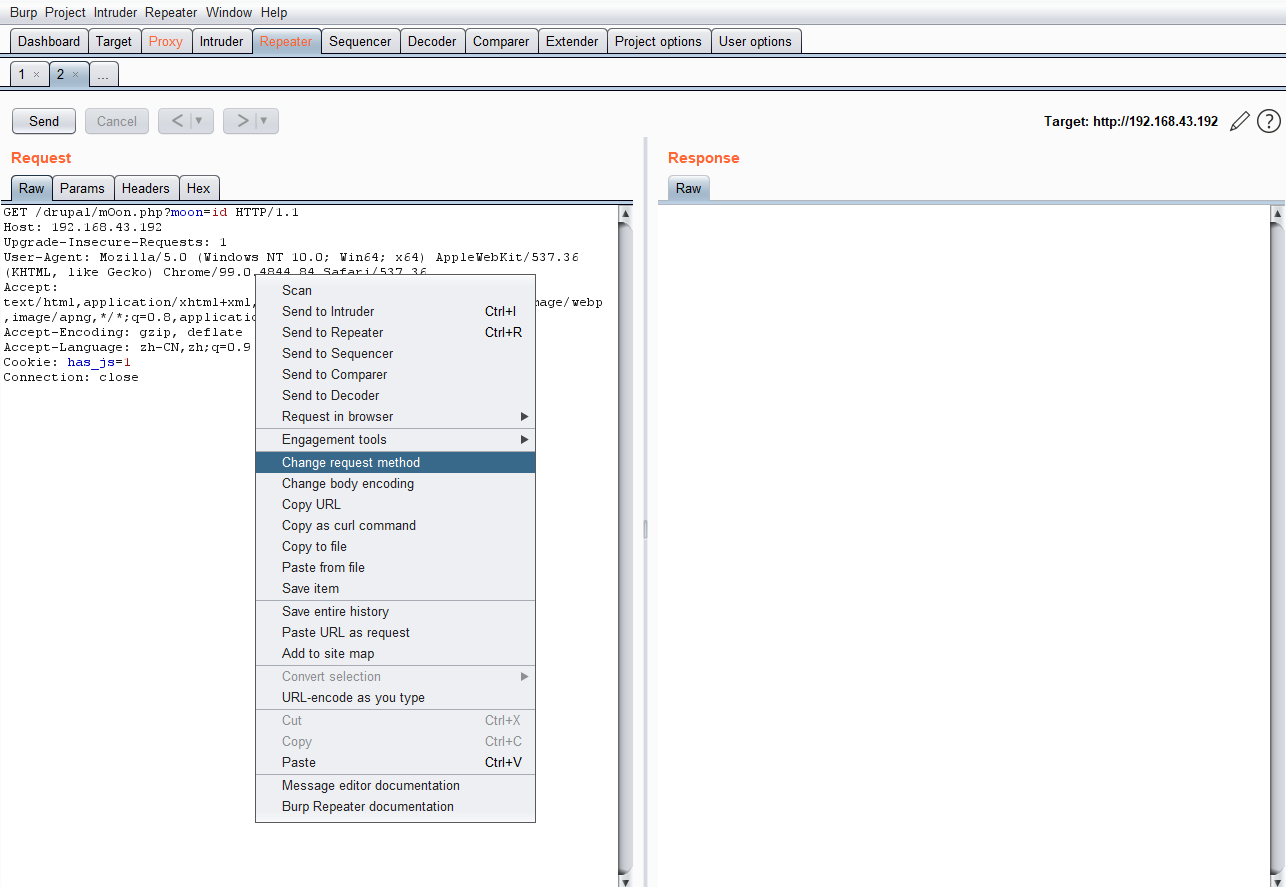 Burp Project Intruder Repeater Window Help
Dashboard Target Proxy Intruder Repeater Sequencer Decoder Comparer Extender Project options User options
1 × 2 × ...
Send Cancel < ▼ > ▼ Target: http://192.168.43.192 ?
Request
Raw Params Headers Hex
GET /drupal/m0on.php?moon=id HTTP/1.1
Host: 192.168.43.192
Upgrade-Insecure-Requests: 1
User-Agent: Mozilla/5.0 (Windows NT 10.0; Win64; x64) AppleWebKit/537.36
(KHTML, like Gecko) Chrome/99.0.4844.84 Safari/537.36
Accept:
text/html,application/xhtml+xml, mage/webp
,image/apng,*/*;q=0.8,applicatio
Accept-Encoding: gzip, deflate
Accept-Language: zh-CN,zh;q=0.9
Cookie: has_js=1
Connection: close
Scan
Send to Intruder Ctrl+I
Send to Repeater Ctrl+R
Send to Sequencer
Send to Comparer
Send to Decoder
Request in browser
Engagement tools
Change request method
Change body encoding
Copy URL
Copy as curl command
Copy to file
Paste from file
Save item
Save entire history
Paste URL as request
Add to site map
Convert selection
URL-encode as you type
Cut Ctrl+X
Copy Ctrl+C
Paste Ctrl+V
Message editor documentation
Burp Repeater documentation
Response
Raw